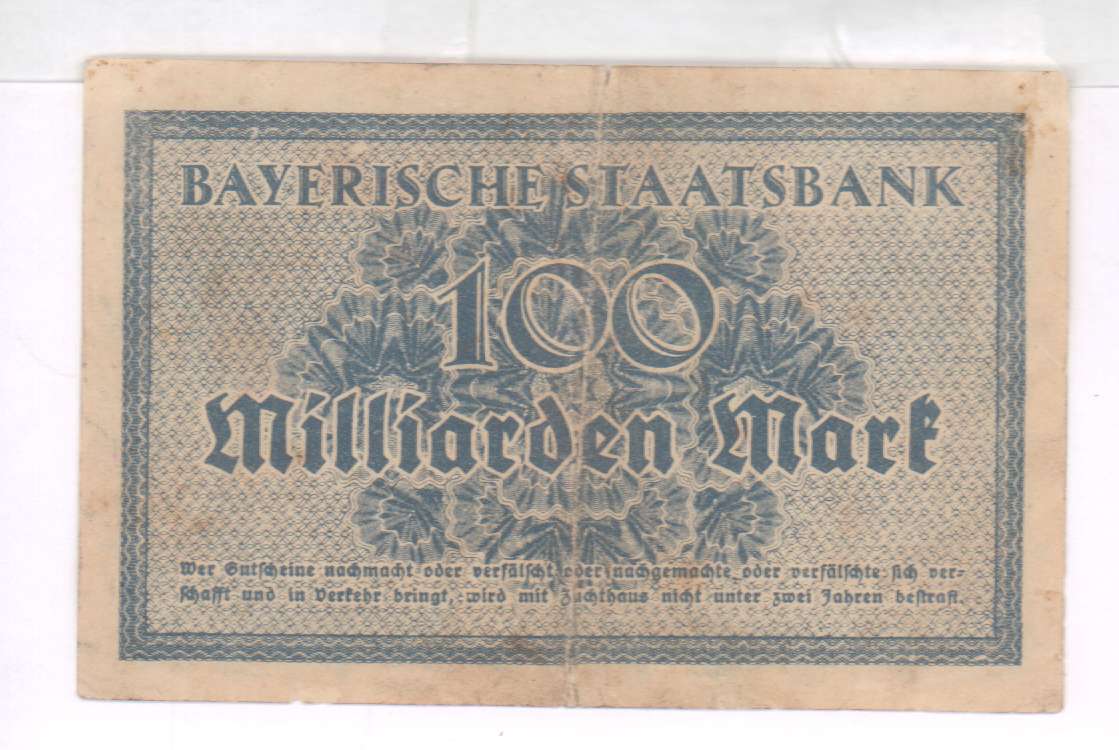 BAYERISCHE STAATSBANK
100
Milliarden Mark
Wer Gutscheine nachmacht oder verfälscht oder nachgemachte oder verfälschte sich ver-
schafft und in Verkehr bringt, wird mit Zuchthaus nicht unter zwei Jahren bestraft.